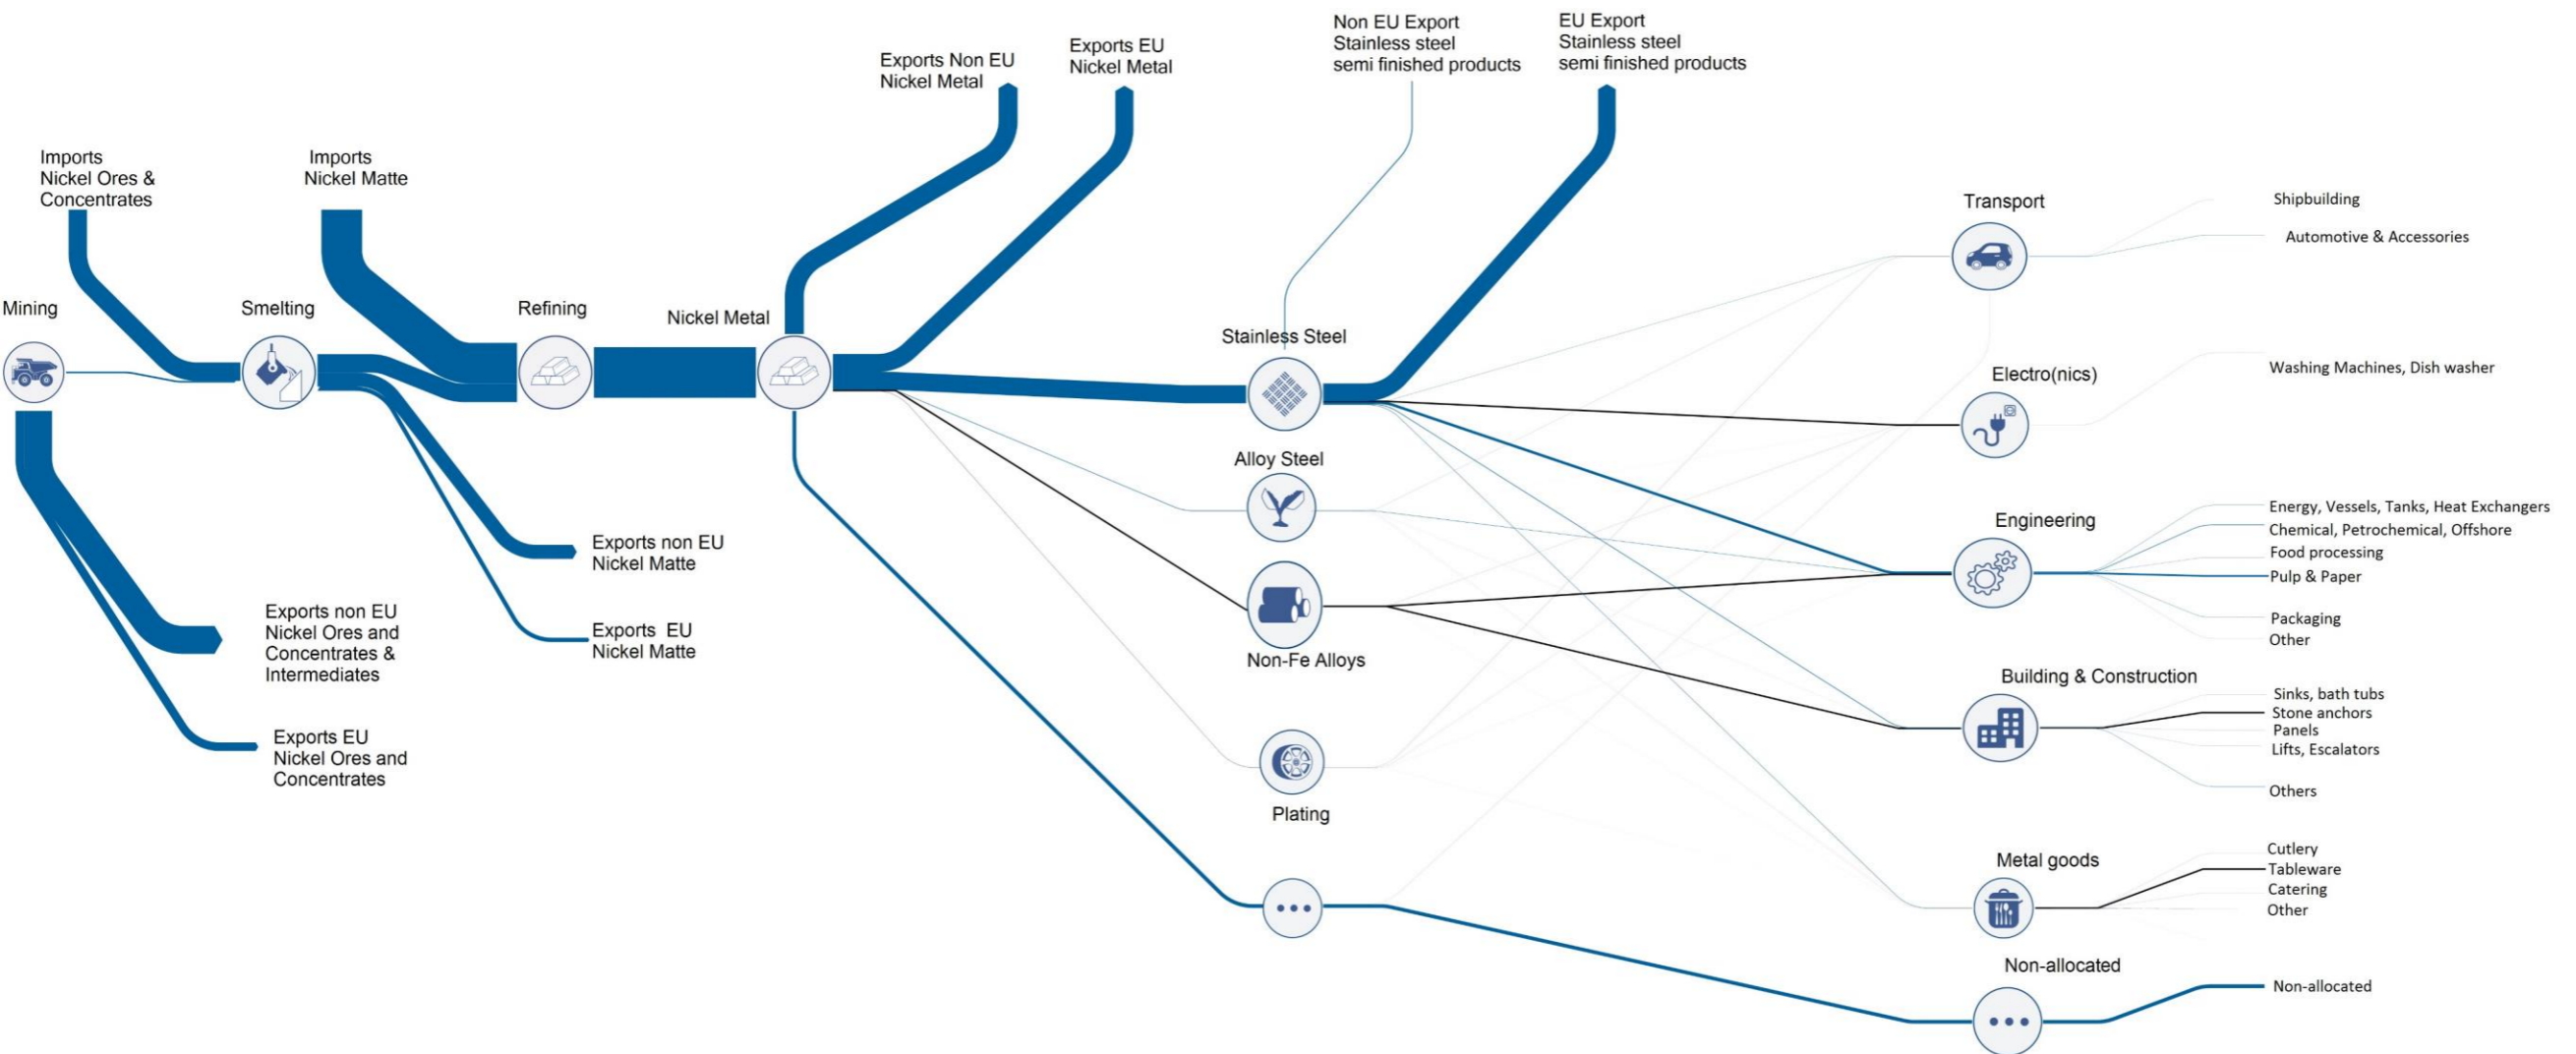 Non EU Export
Stainless steel
semi finished products
EU Export
Stainless steel
semi finished products
Exports Non EU
Nickel Metal
Exports EU
Nickel Metal
Imports
Nickel Ores &
Concentrates
Imports
Nickel Matte
Mining
Smelting
Refining
Nickel Metal
Stainless Steel
Alloy Steel
Non-Fe Alloys
Plating
Exports non EU
Nickel Matte
Exports EU
Nickel Matte
Exports non EU
Nickel Ores and
Concentrates &
Intermediates
Exports EU
Nickel Ores and
Concentrates
Transport
Shipbuilding
Automotive & Accessories
Electro(nics)
Washing Machines, Dish washer
Engineering
Energy, Vessels, Tanks, Heat Exchangers
Chemical, Petrochemical, Offshore
Food processing
Pulp & Paper
Packaging
Other
Building & Construction
Sinks, bath tubs
Stone anchors
Panels
Lifts, Escalators
Others
Metal goods
Cutlery
Tableware
Catering
Other
Non-allocated
Non-allocated